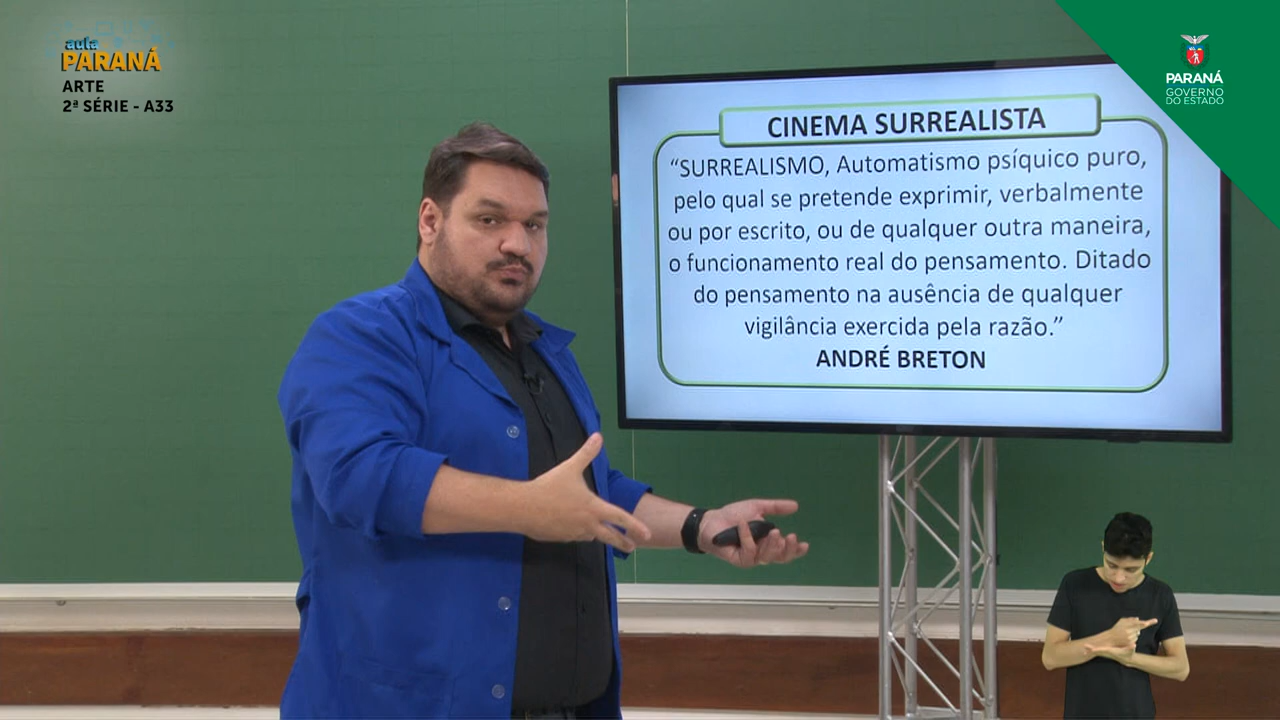 aula
PARANÁ
ARTE
2ª SÉRIE - A33
PARANÁ
GOVERNO
DO ESTADO
CINEMA SURREALISTA
“SURREALISMO, Automatismo psíquico puro,
pelo qual se pretende exprimir, verbalmente
ou por escrito, ou de qualquer outra maneira,
o funcionamento real do pensamento. Ditado
do pensamento na ausência de qualquer
vigilância exercida pela razão.”
ANDRÉ BRETON